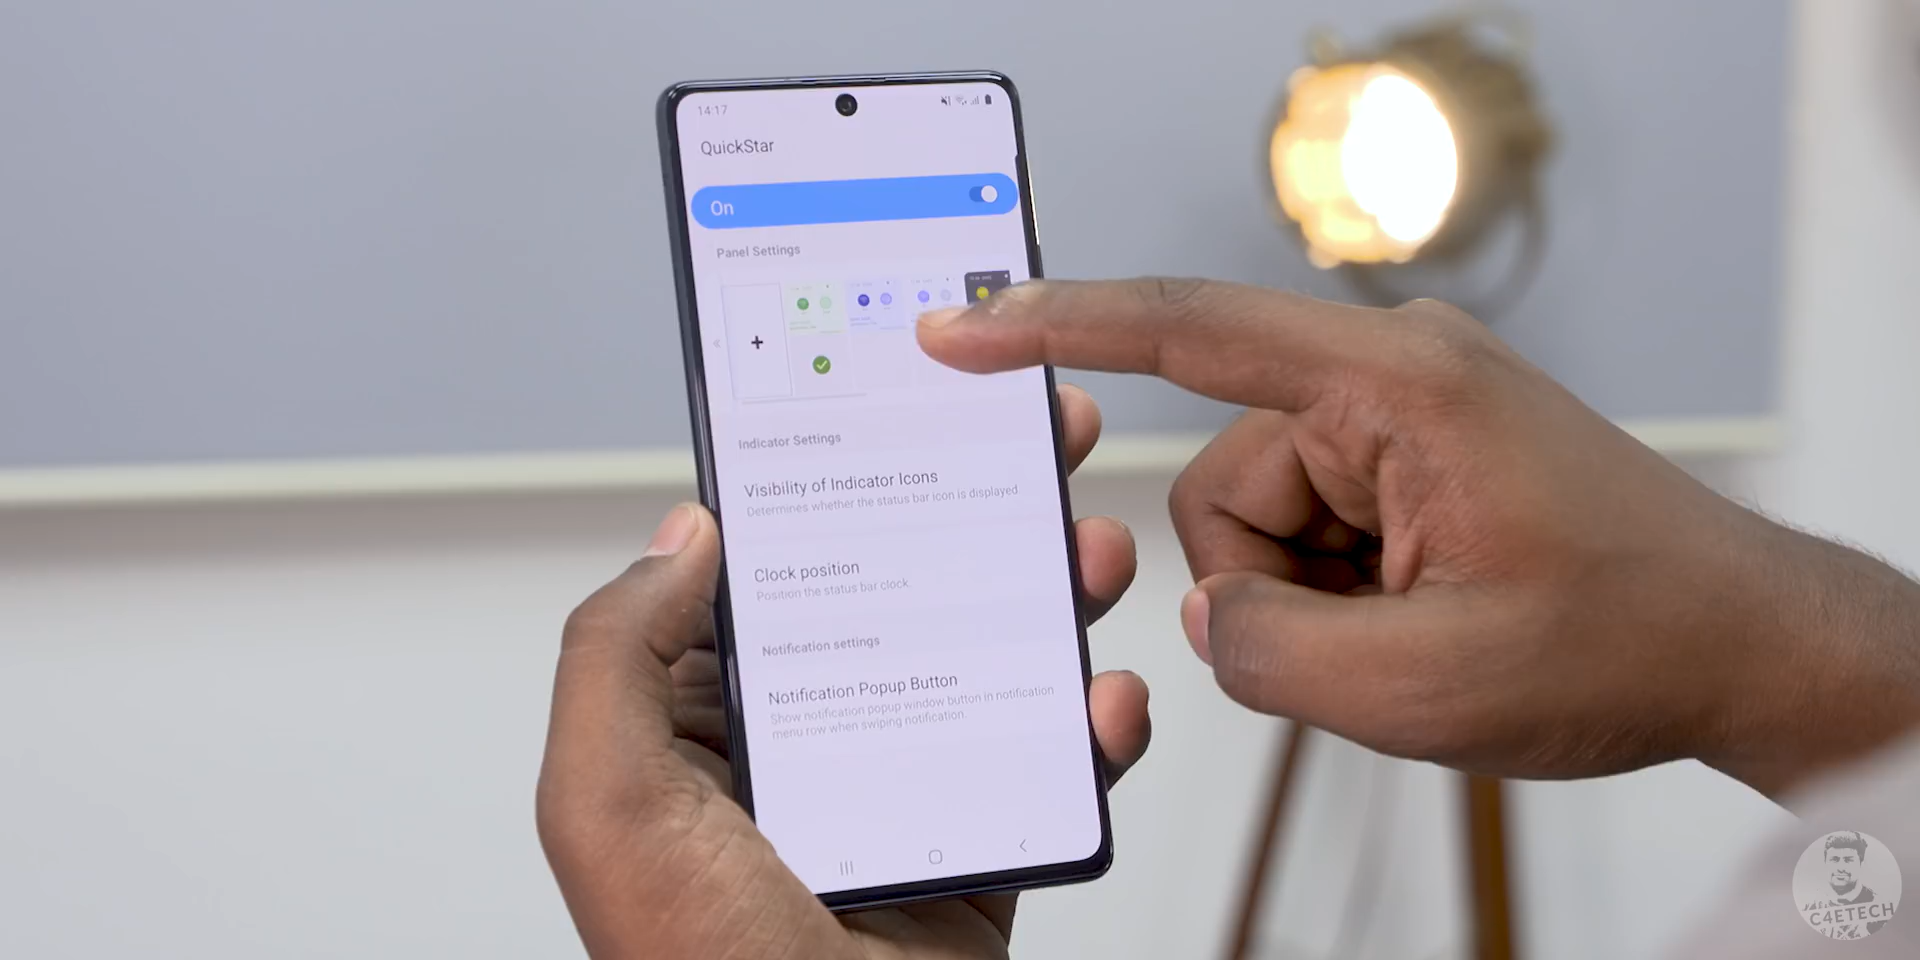 14:17
QuickStar
On
Panel Settings
+
Indicator Settings
Visibility of Indicator Icons
Determines whether the status bar icon is displayed
Clock position
Position the status bar clock.
Notification settings
Notification Popup Button
Show notification popup window button in notification
menu row when swiping notification.
C4ETECH